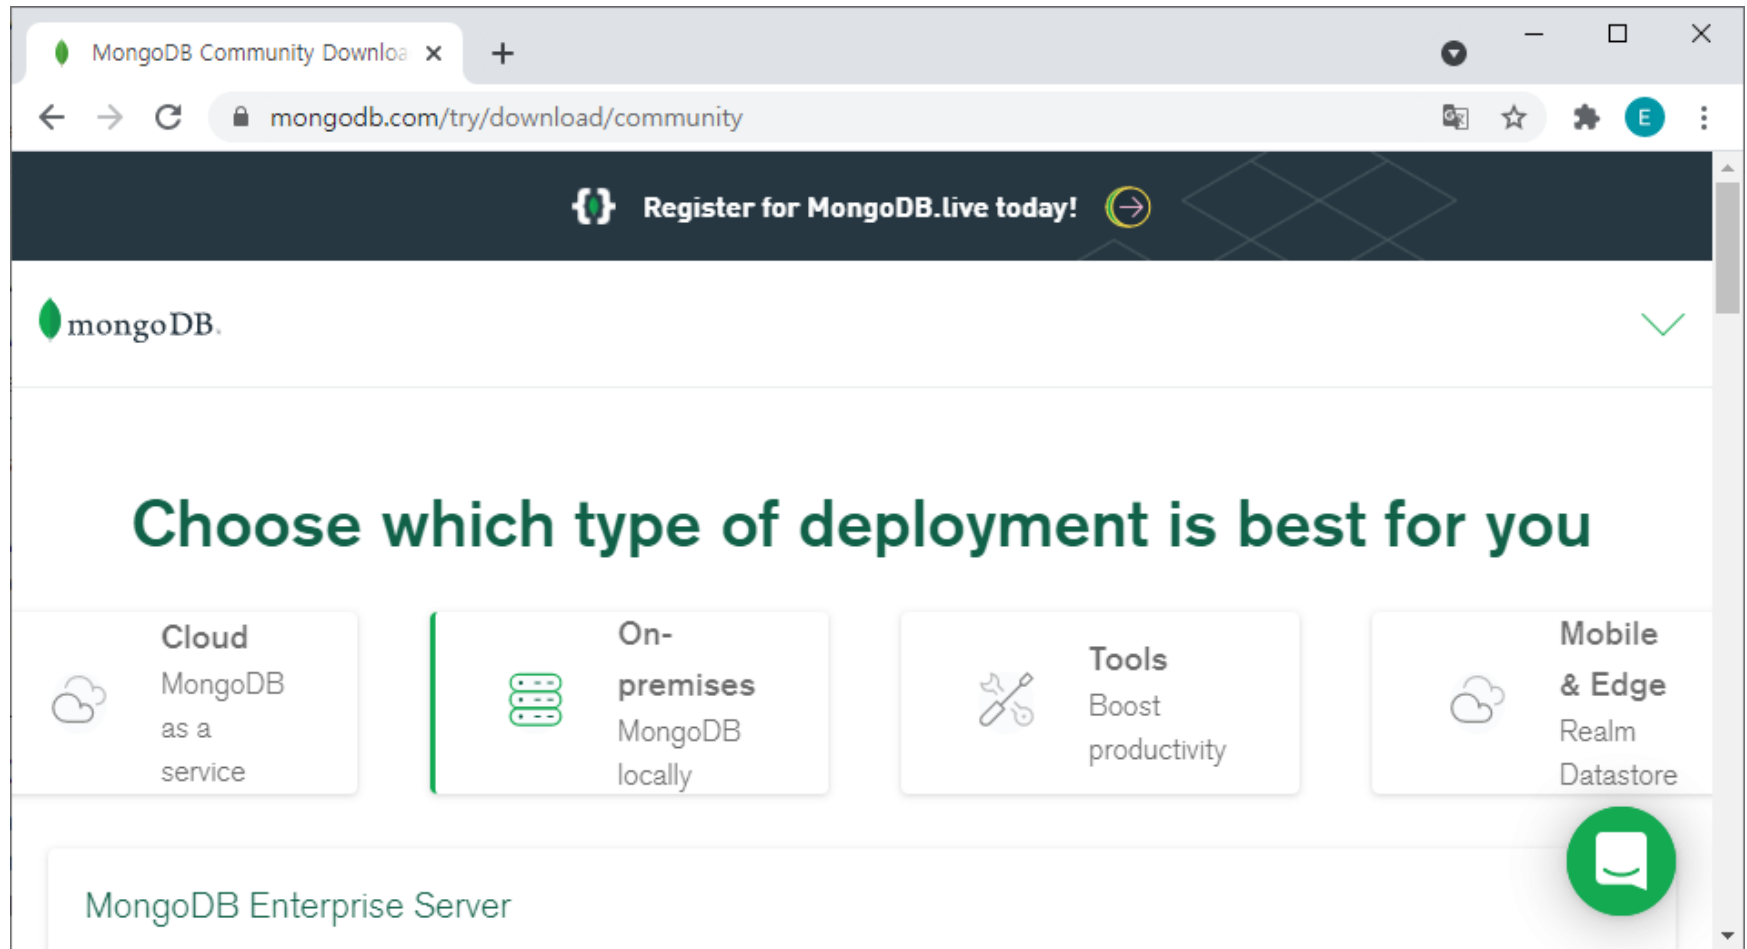 MongoDB Community Downloa
mongodb.com/try/download/community
E
Register for MongoDB.live today!
mongoDB.
Choose which type of deployment is best for you
Cloud
MongoDB
as a
service
On-
premises
MongoDB
locally
Tools
Boost
productivity
Mobile
& Edge
Realm
Datastore
MongoDB Enterprise Server